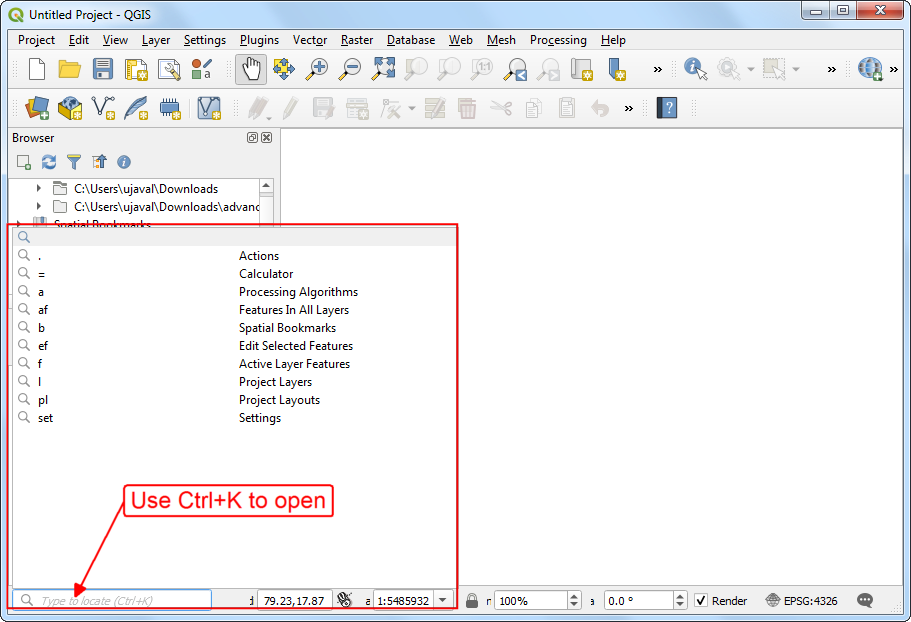 Untitled Project - QGIS
Project Edit View Layer Settings Plugins Vector Raster Database Web Mesh Processing Help
Browser
C:\Users\ujaval\Downloads
C:\Users\ujaval\Downloads\advanc
Spatial Bookmarks
. Actions
= Calculator
a Processing Algorithms
af Features In All Layers
b Spatial Bookmarks
ef Edit Selected Features
f Active Layer Features
l Project Layers
pl Project Layouts
set Settings
Use Ctrl+K to open
Type to locate (Ctrl+K) 79.23,17.87 a 1:5485932 100% a 0.0 ° Render EPSG:4326